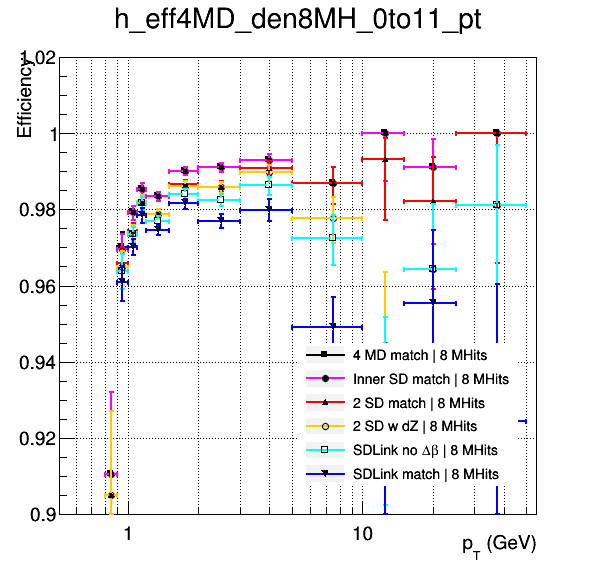 h_eff4MD_den8MH_0to11_pt
Efficiency
1.02
1
0.98
0.96
0.94
0.92
0.9
4 MD match | 8 MHits
Inner SD match | 8 MHits
2 SD match | 8 MHits
2 SD w dZ | 8 MHits
SDLink no Δβ | 8 MHits
SDLink match | 8 MHits
1
10
p_T (GeV)